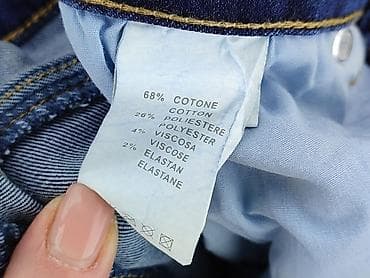 68% COTONE
COTTON
26% POLIESTERE
POLYESTER
4% VISCOSA
VISCOSE
2% ELASTAN
ELASTANE